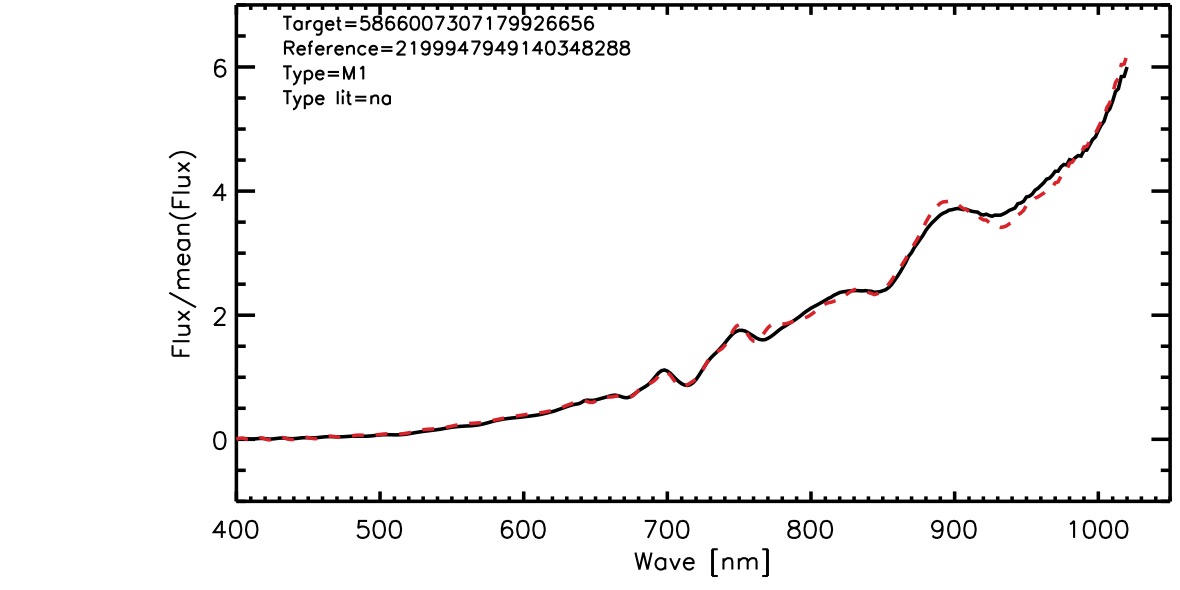 Target=5866007307179926656
Reference=2199947949140348288
Type=M1
Type lit=na
Flux/mean(Flux)
6
4
2
0
400 500 600 700 800 900 1000
Wave [nm]